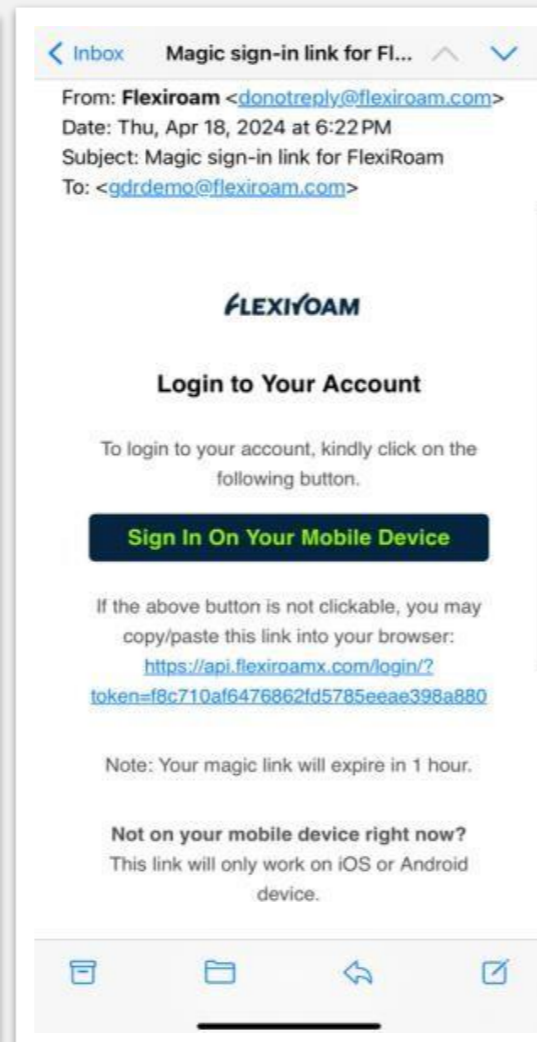 Inbox Magic sign-in link for Fl...
From: Flexiroam <donotreply@flexiroam.com>
Date: Thu, Apr 18, 2024 at 6:22 PM
Subject: Magic sign-in link for FlexiRoam
To: <gdrdemo@flexiroam.com>
FLEXIROAM
Login to Your Account
To login to your account, kindly click on the
following button.
Sign In On Your Mobile Device
If the above button is not clickable, you may
copy/paste this link into your browser:
https://api.flexiroamx.com/login/?
token=f8c710af6476862fd5785eeae398a880
Note: Your magic link will expire in 1 hour.
Not on your mobile device right now?
This link will only work on iOS or Android
device.